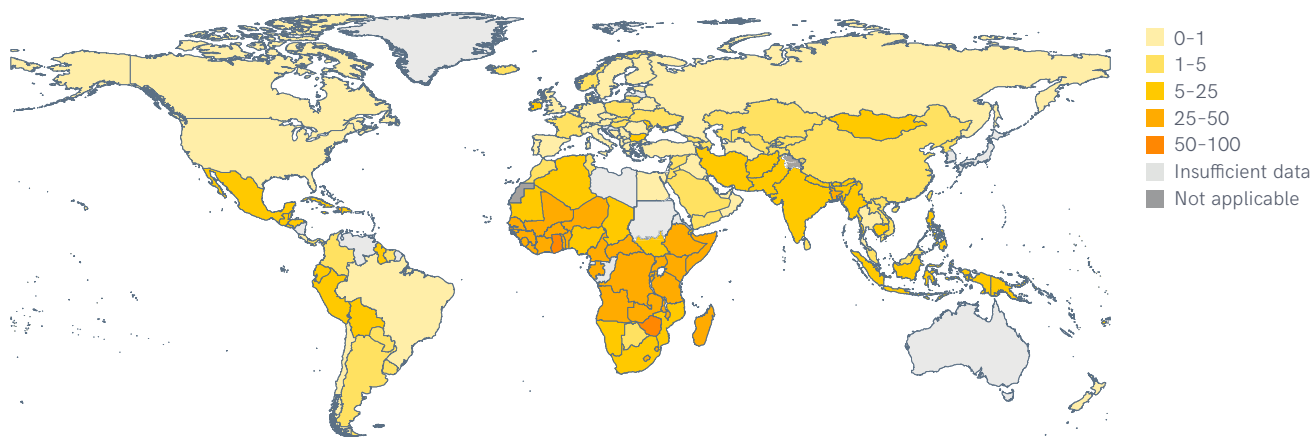 0–1
1–5
5–25
25–50
50–100
Insufficient data
Not applicable